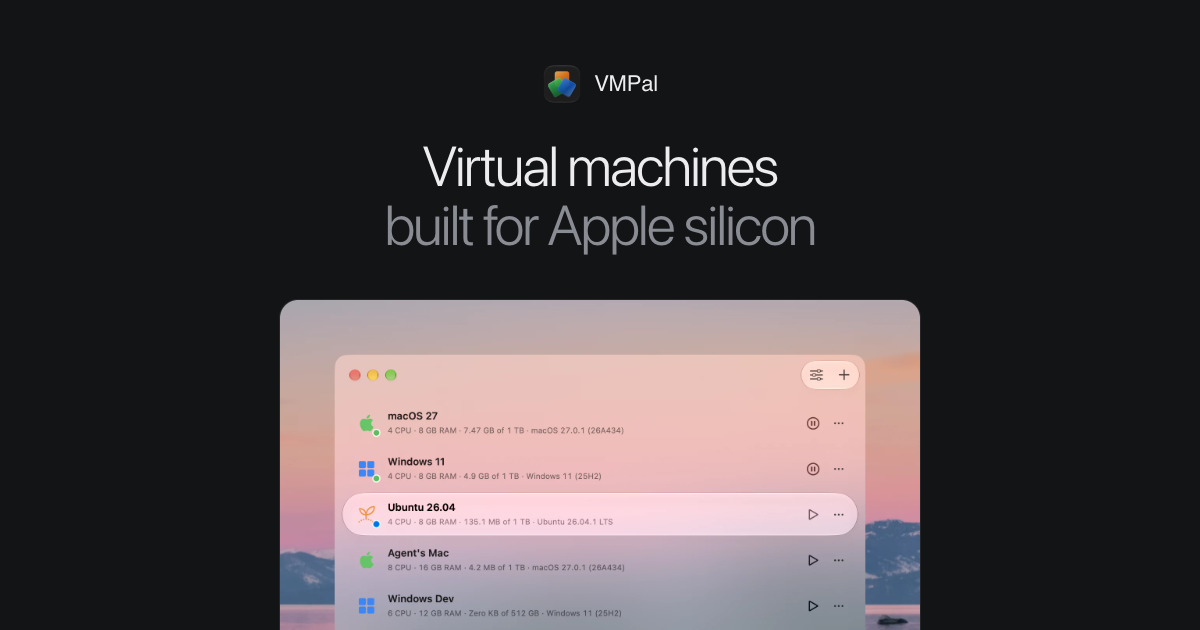 VMPal
Virtual machines
built for Apple silicon
macOS 27
4 CPU · 8 GB RAM · 7.47 GB of 1 TB · macOS 27.0.1 (26A434)
Windows 11
4 CPU · 8 GB RAM · 4.9 GB of 1 TB · Windows 11 (25H2)
Ubuntu 26.04
4 CPU · 8 GB RAM · 135.1 MB of 1 TB · Ubuntu 26.04.1 LTS
Agent's Mac
8 CPU · 16 GB RAM · 4.2 MB of 1 TB · macOS 27.0.1 (26A434)
Windows Dev
6 CPU · 12 GB RAM · Zero KB of 512 GB · Windows 11 (25H2)